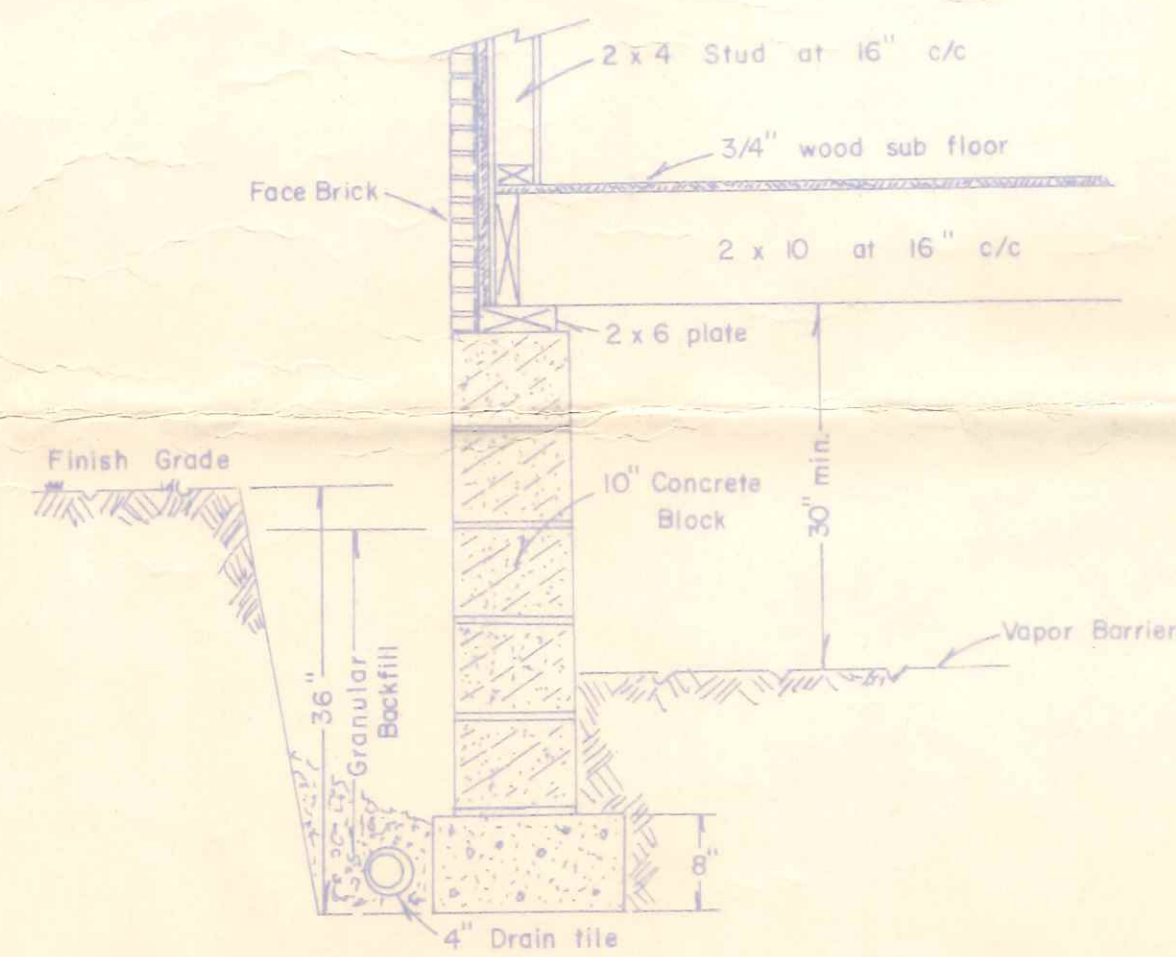 2 x 4 Stud at 16" c/c
3/4" wood sub floor
Face Brick
2 x 10 at 16" c/c
2 x 6 plate
Finish Grade
10" Concrete
Block
30" min.
Vapor Barrier
36"
Granular
Backfill
8"
4" Drain tile